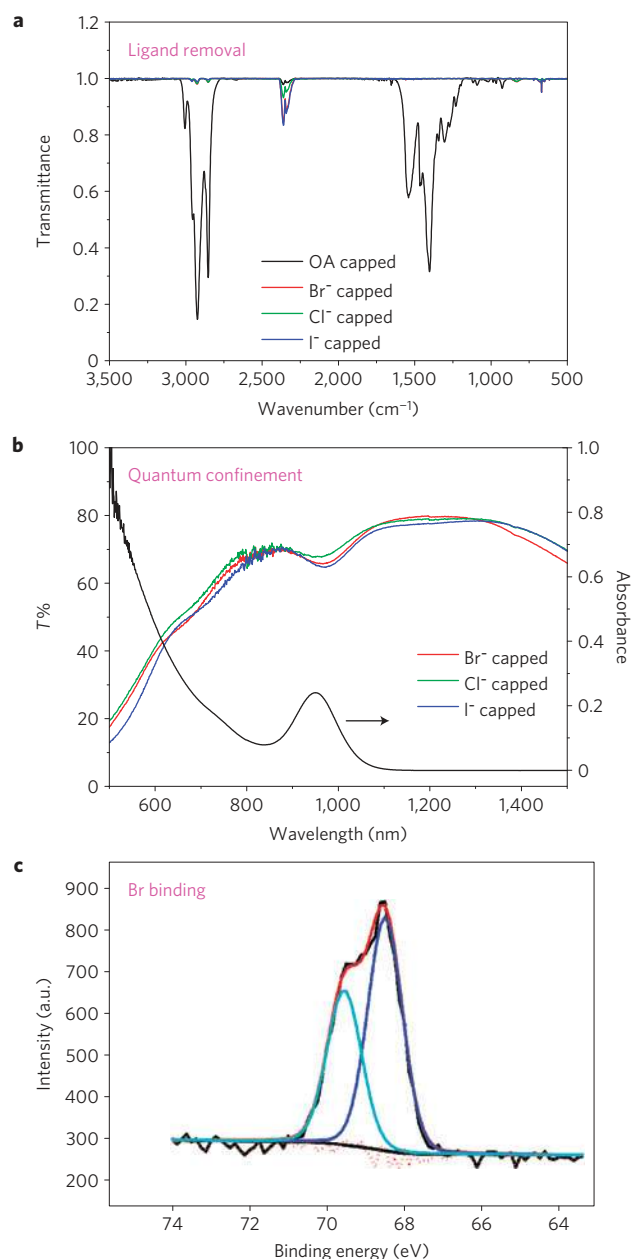 a
Ligand removal
1.2
1.0
0.8
0.6
0.4
0.2
0
Transmittance
OA capped
Br⁻ capped
Cl⁻ capped
I⁻ capped
3,500 3,000 2,500 2,000 1,500 1,000 500
Wavenumber (cm⁻¹)
b
Quantum confinement
100
80
60
40
20
0
T%
1.0
0.8
0.6
0.4
0.2
0
Absorbance
Br⁻ capped
Cl⁻ capped
I⁻ capped
600 800 1,000 1,200 1,400
Wavelength (nm)
c
Br binding
900
800
700
600
500
400
300
200
Intensity (a.u.)
74 72 70 68 66 64
Binding energy (eV)